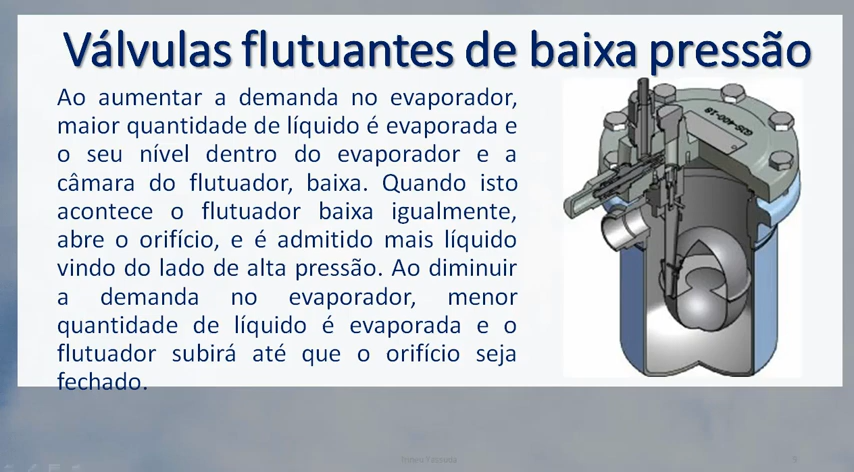 Válvulas flutuantes de baixa pressão
Ao aumentar a demanda no evaporador,
maior quantidade de líquido é evaporada e
o seu nível dentro do evaporador e a
câmara do flutuador, baixa. Quando isto
acontece o flutuador baixa igualmente,
abre o orifício, e é admitido mais líquido
vindo do lado de alta pressão. Ao diminuir
a demanda no evaporador, menor
quantidade de líquido é evaporada e o
flutuador subirá até que o orifício seja
fechado.